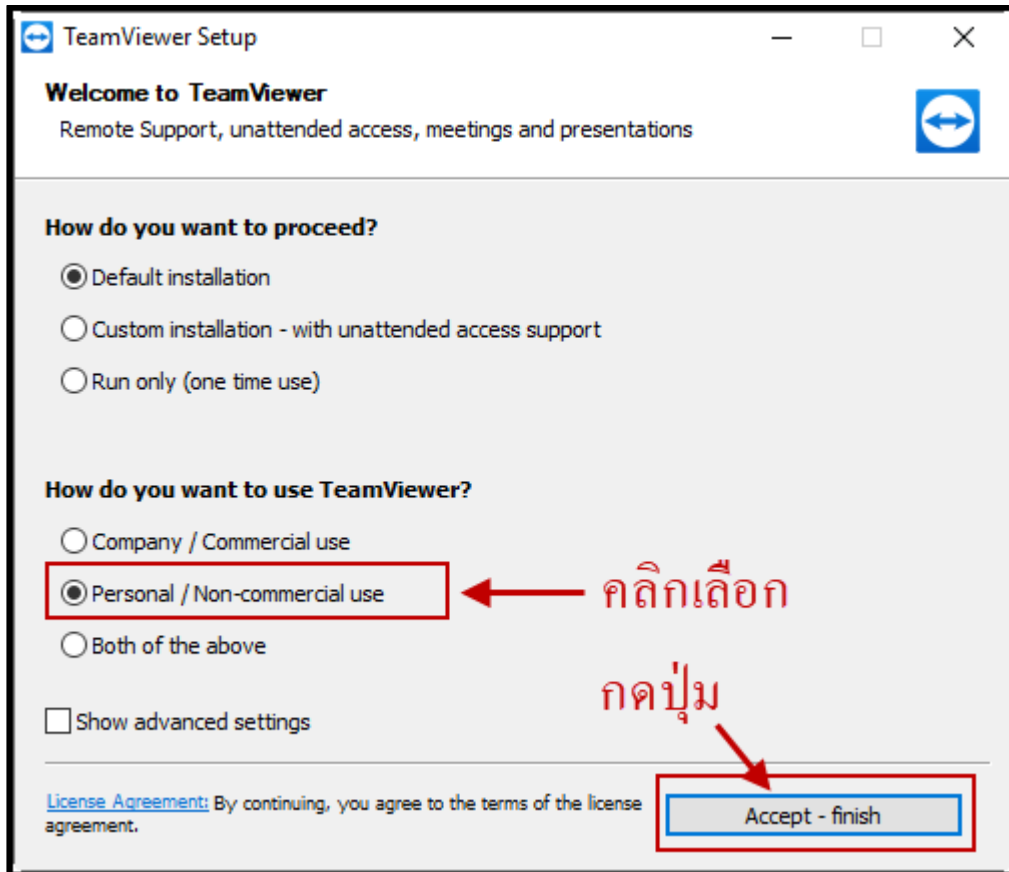 TeamViewer Setup
Welcome to TeamViewer
Remote Support, unattended access, meetings and presentations
How do you want to proceed?
Default installation
Custom installation - with unattended access support
Run only (one time use)
How do you want to use TeamViewer?
Company / Commercial use
Personal / Non-commercial use
คลิกเลือก
Both of the above
กดปุ่ม
Show advanced settings
License Agreement: By continuing, you agree to the terms of the license
agreement.
Accept - finish